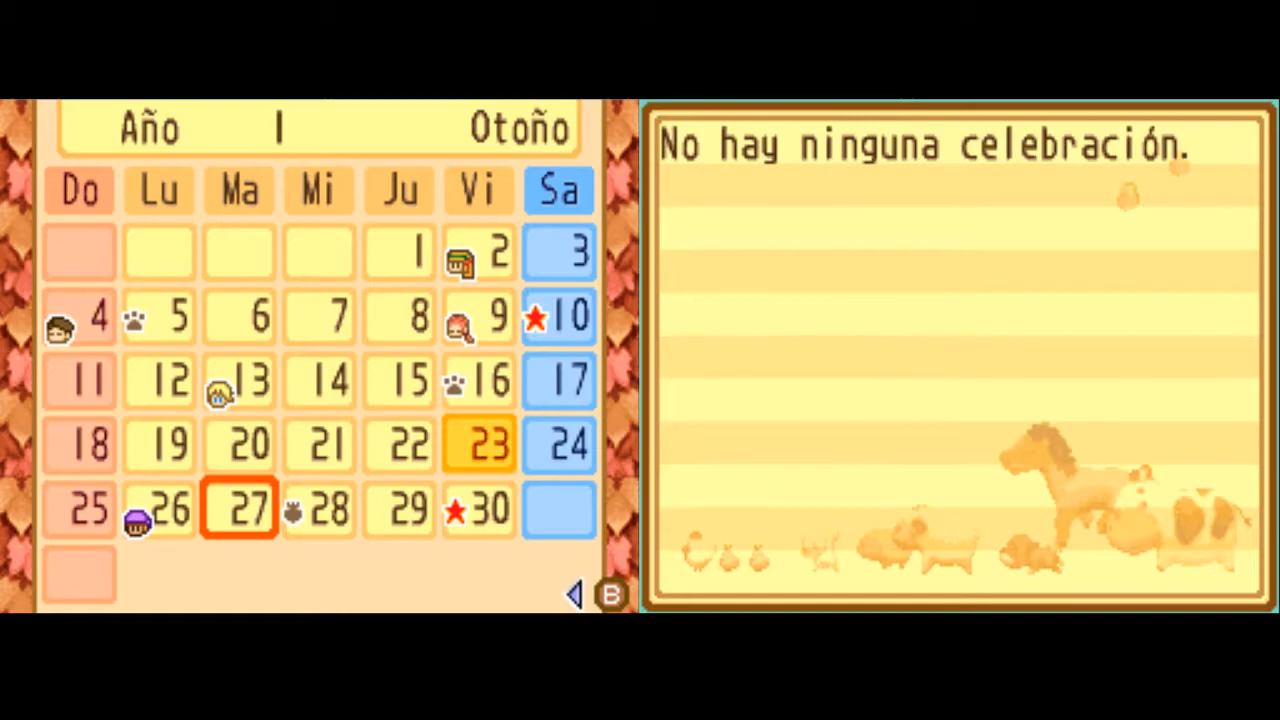 Año 1 Otoño
Do Lu Ma Mi Ju Vi Sa
1 2 3
4 5 6 7 8 9 10
11 12 13 14 15 16 17
18 19 20 21 22 23 24
25 26 27 28 29 30
B
No hay ninguna celebración.